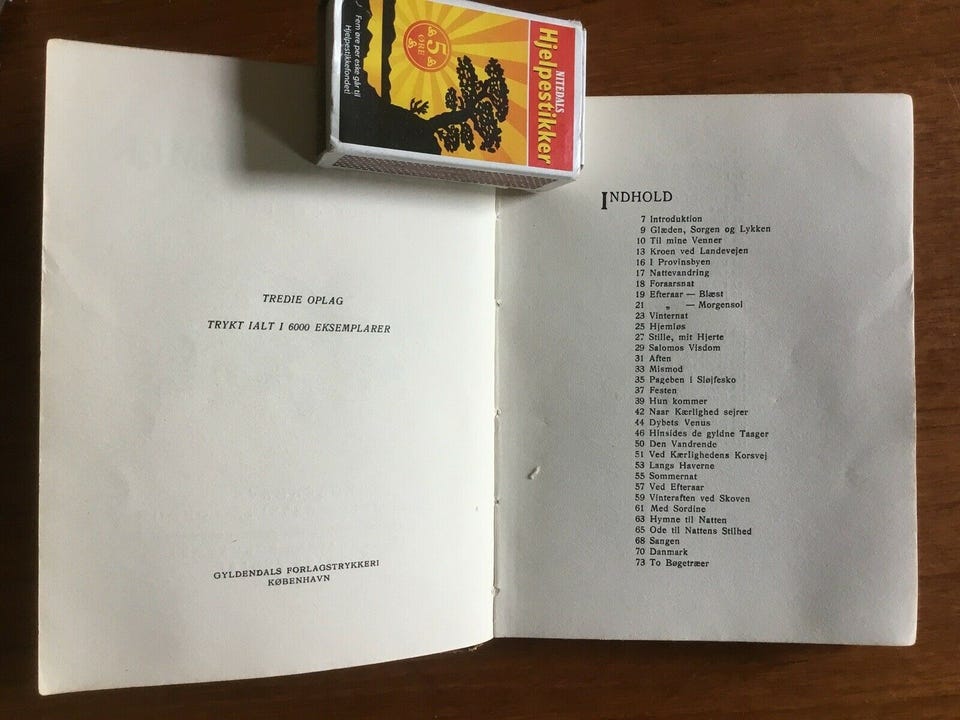 Fem øre per eske går til
Hjelpestikkefondet!
5
ØRE
NITEDALS
Hjelpestikker
TREDIE OPLAG
TRYKT IALT I 6000 EKSEMPLARER
GYLDENDALS FORLAGSTRYKKERI
KØBENHAVN
INDHOLD
7 Introduktion
9 Glæden, Sorgen og Lykken
10 Til mine Venner
13 Kroen ved Landevejen
16 I Provinsbyen
17 Nattevandring
18 Foraarsnat
19 Efteraar — Blæst
21 „ — Morgensol
23 Vinternat
25 Hjemløs
27 Stille, mit Hjerte
29 Salomos Visdom
31 Aften
33 Mismod
35 Pageben i Sløjfesko
37 Festen
39 Hun kommer
42 Naar Kærlighed sejrer
44 Dybets Venus
46 Hinsides de gyldne Taager
50 Den Vandrende
51 Ved Kærlighedens Korsvej
53 Langs Haverne
55 Sommernat
57 Ved Efteraar
59 Vinteraften ved Skoven
61 Med Sordine
63 Hymne til Natten
65 Ode til Nattens Stilhed
68 Sangen
70 Danmark
73 To Bøgetræer